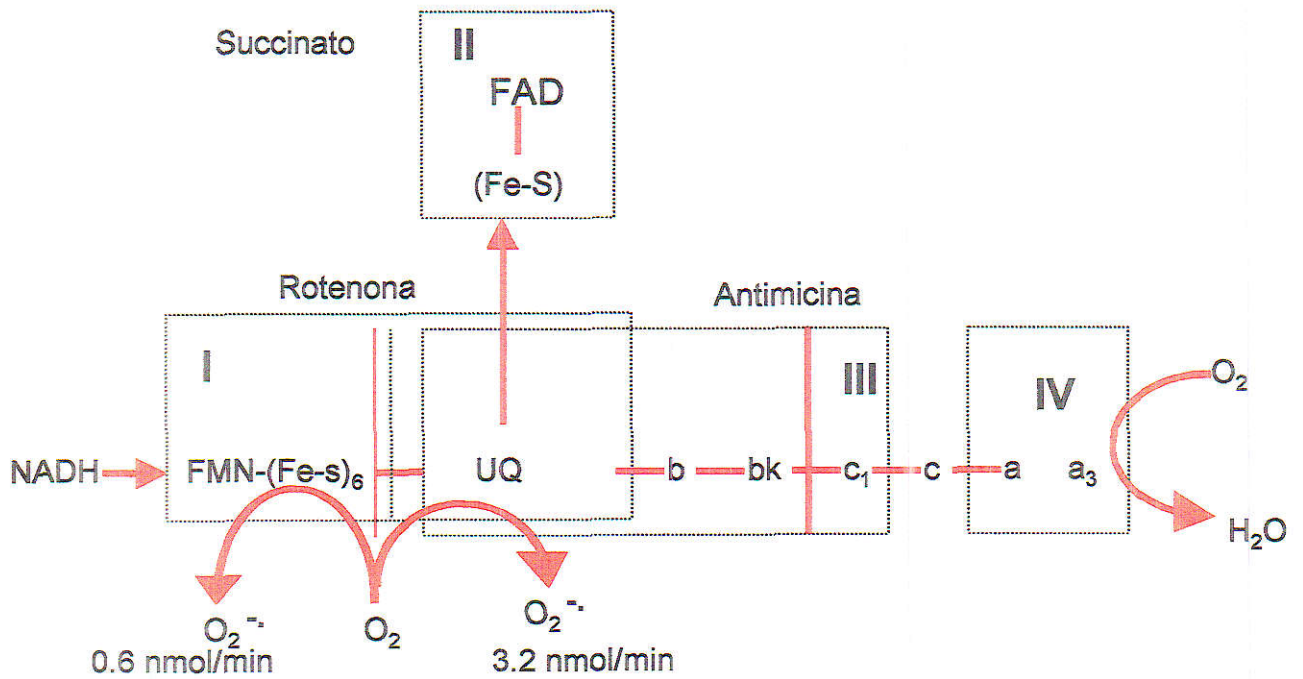 Succinato
II
FAD
(Fe-S)
Rotenona
Antimicina
I
III
IV
O₂
NADH
FMN-(Fe-s)₆
UQ
b
bk
c₁
c
a
a₃
H₂O
O₂⁻·
O₂
O₂⁻·
0.6 nmol/min
3.2 nmol/min